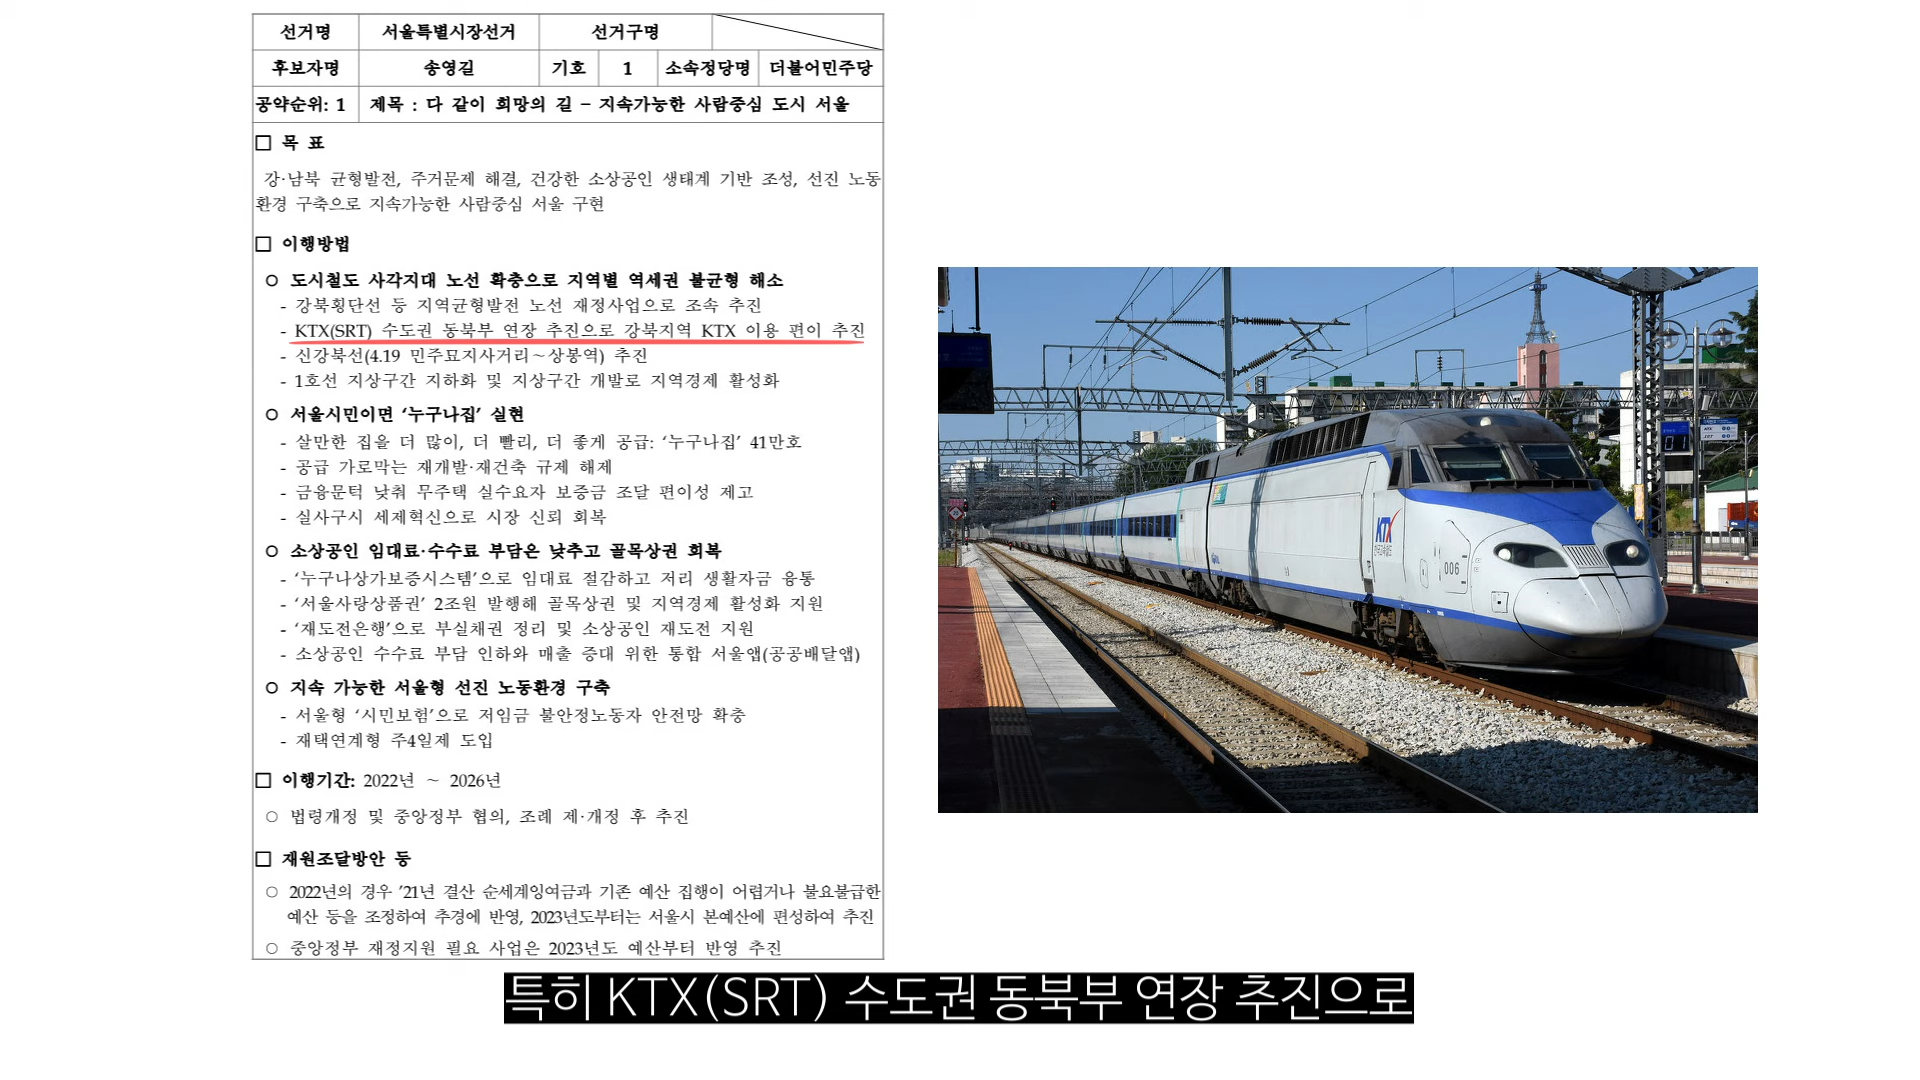 선거명 서울특별시장선거 선거구명
후보자명 송영길 기호 1 소속정당명 더불어민주당
공약순위: 1 제목 : 다 같이 희망의 길 – 지속가능한 사람중심 도시 서울
□ 목 표
강·남북 균형발전, 주거문제 해결, 건강한 소상공인 생태계 기반 조성, 선진 노동
환경 구축으로 지속가능한 사람중심 서울 구현
□ 이행방법
○ 도시철도 사각지대 노선 확충으로 지역별 역세권 불균형 해소
- 강북횡단선 등 지역균형발전 노선 재정사업으로 조속 추진
- KTX(SRT) 수도권 동북부 연장 추진으로 강북지역 KTX 이용 편이 추진
- 신강북선(4.19 민주묘지사거리~상봉역) 추진
- 1호선 지상구간 지하화 및 지상구간 개발로 지역경제 활성화
○ 서울시민이면 ‘누구나집’ 실현
- 살만한 집을 더 많이, 더 빨리, 더 좋게 공급: ‘누구나집’ 41만호
- 공급 가로막는 재개발·재건축 규제 해제
- 금융문턱 낮춰 무주택 실수요자 보증금 조달 편이성 제고
- 실사구시 세제혁신으로 시장 신뢰 회복
○ 소상공인 임대료·수수료 부담은 낮추고 골목상권 회복
- ‘누구나상가보증시스템’으로 임대료 절감하고 저리 생활자금 융통
- ‘서울사랑상품권’ 2조원 발행해 골목상권 및 지역경제 활성화 지원
- ‘재도전은행’으로 부실채권 정리 및 소상공인 재도전 지원
- 소상공인 수수료 부담 인하와 매출 증대 위한 통합 서울앱(공공배달앱)
○ 지속 가능한 서울형 선진 노동환경 구축
- 서울형 ‘시민보험’으로 저임금 불안정노동자 안전망 확충
- 재택연계형 주4일제 도입
□ 이행기간: 2022년 ~ 2026년
○ 법령개정 및 중앙정부 협의, 조례 제·개정 후 추진
□ 재원조달방안 등
○ 2022년의 경우 ’21년 결산 순세계잉여금과 기존 예산 집행이 어렵거나 불요불급한
예산 등을 조정하여 추경에 반영, 2023년도부터는 서울시 본예산에 편성하여 추진
○ 중앙정부 재정지원 필요 사업은 2023년도 예산부터 반영 추진
KTX
006
특히 KTX(SRT) 수도권 동북부 연장 추진으로